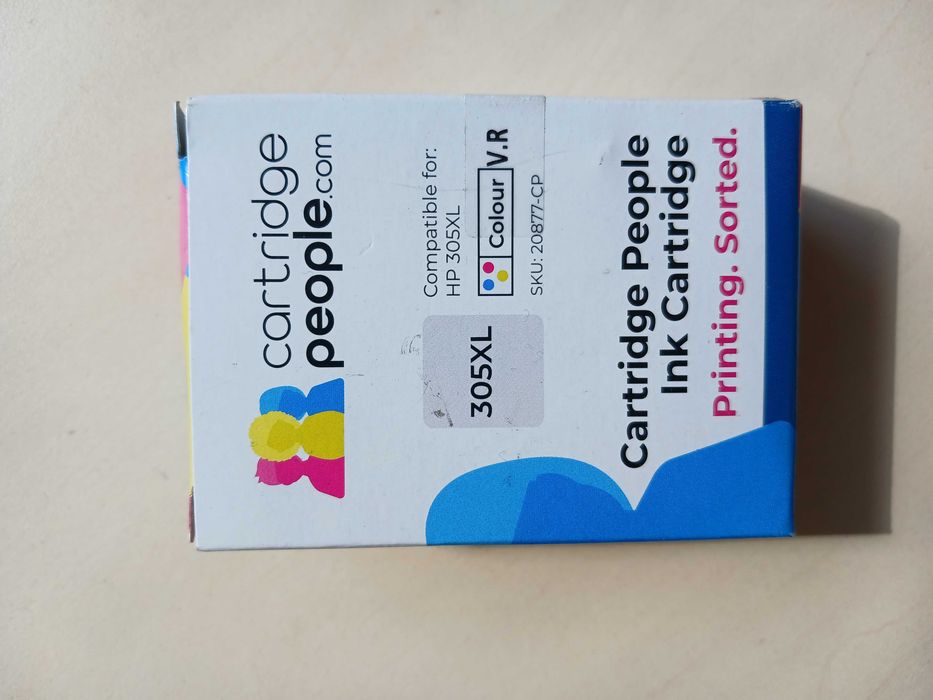 cartridge
people.com
305XL
Compatible for:
HP 305XL
Colour V.R
SKU: 20877-CP
Cartridge People
Ink Cartridge
Printing. Sorted.